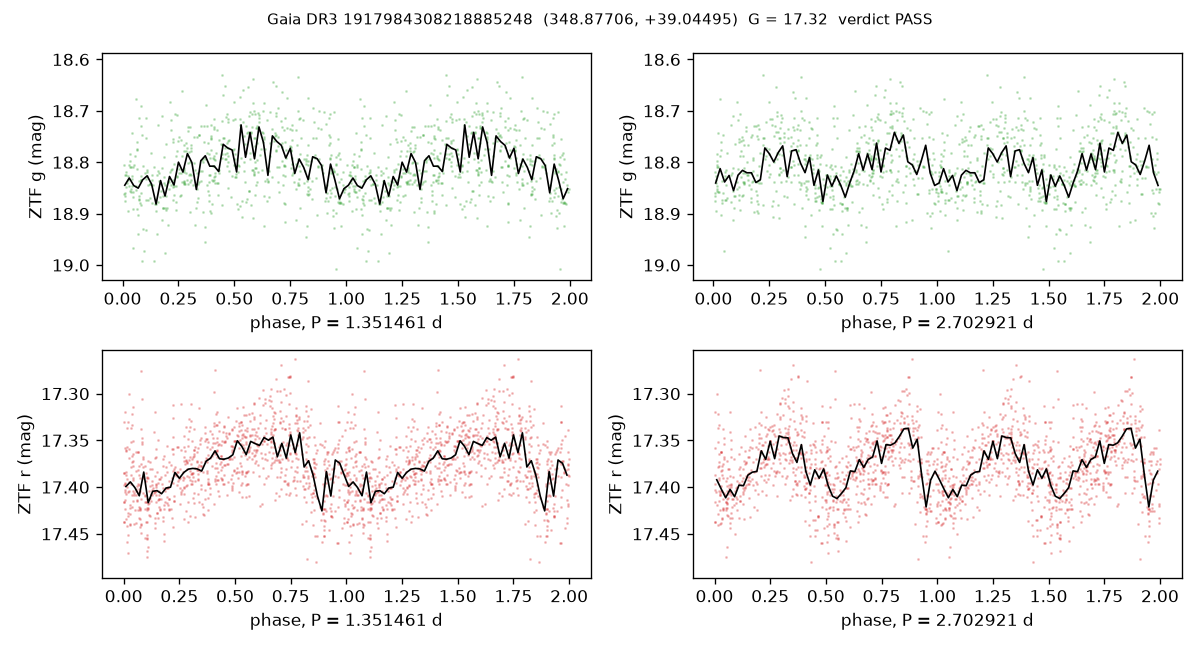 Gaia DR3 1917984308218885248  (348.87706, +39.04495)  G = 17.32  verdict PASS
18.6
18.7
18.8
18.9
19.0
ZTF g (mag)
0.00 0.25 0.50 0.75 1.00 1.25 1.50 1.75 2.00
phase, P = 1.351461 d
18.6
18.7
18.8
18.9
19.0
ZTF g (mag)
0.00 0.25 0.50 0.75 1.00 1.25 1.50 1.75 2.00
phase, P = 2.702921 d
17.30
17.35
17.40
17.45
ZTF r (mag)
0.00 0.25 0.50 0.75 1.00 1.25 1.50 1.75 2.00
phase, P = 1.351461 d
17.30
17.35
17.40
17.45
ZTF r (mag)
0.00 0.25 0.50 0.75 1.00 1.25 1.50 1.75 2.00
phase, P = 2.702921 d